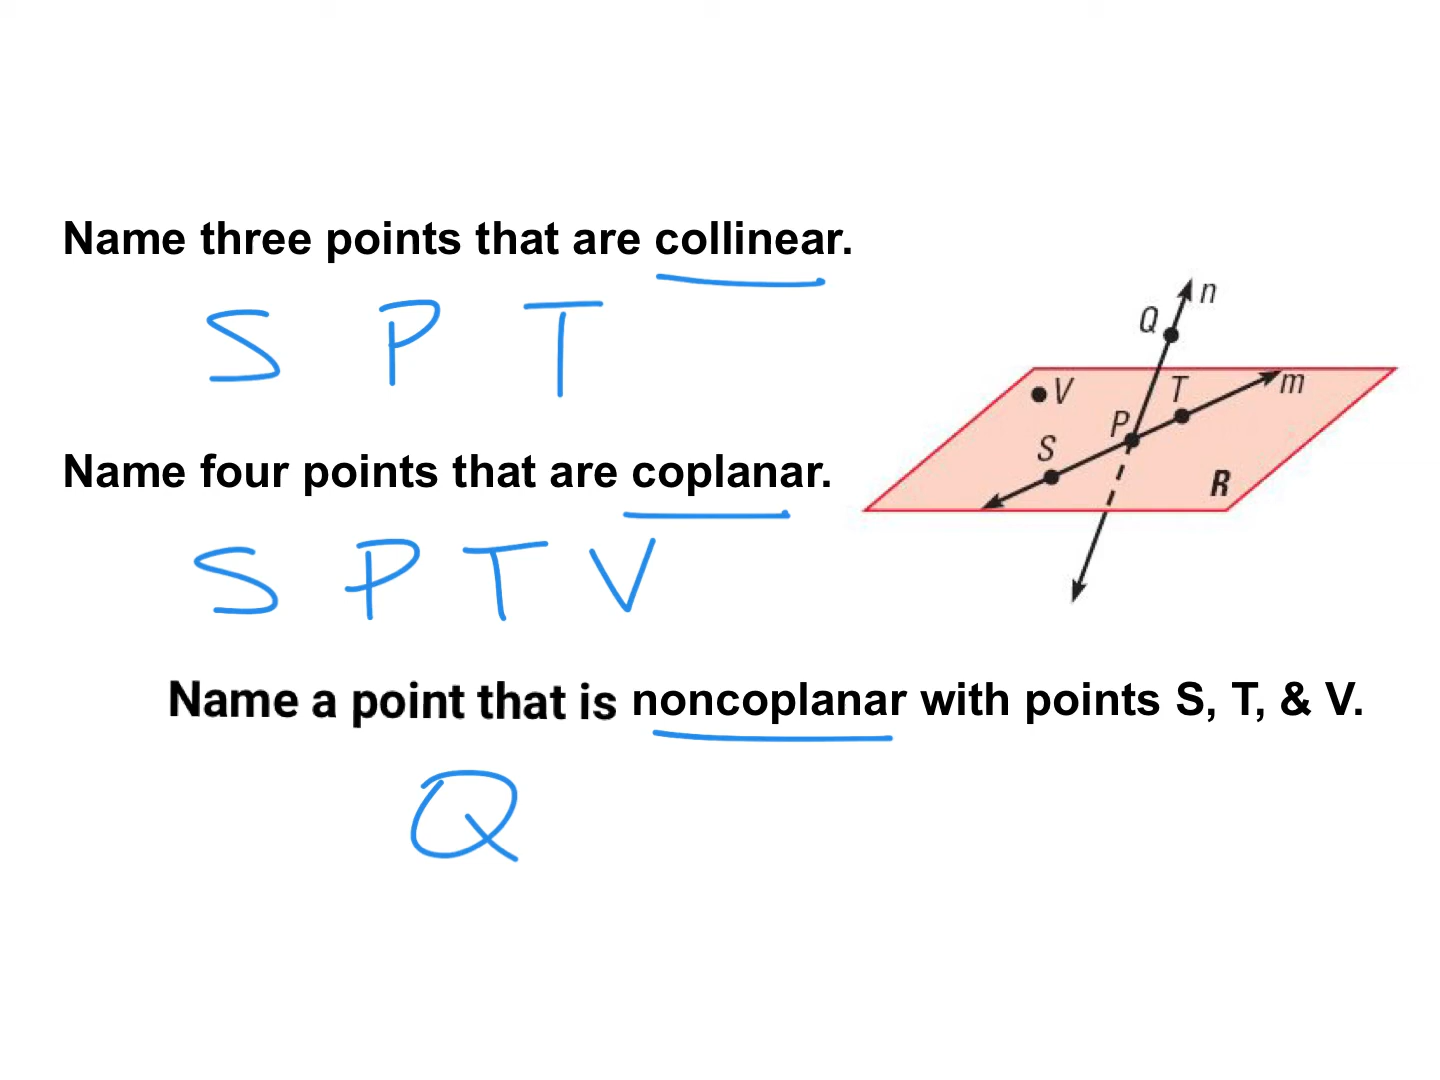 Name three points that are collinear.
S P T
Name four points that are coplanar.
S P T V
Name a point that is noncoplanar with points S, T, & V.
Q
n
Q
V
T
m
P
S
R